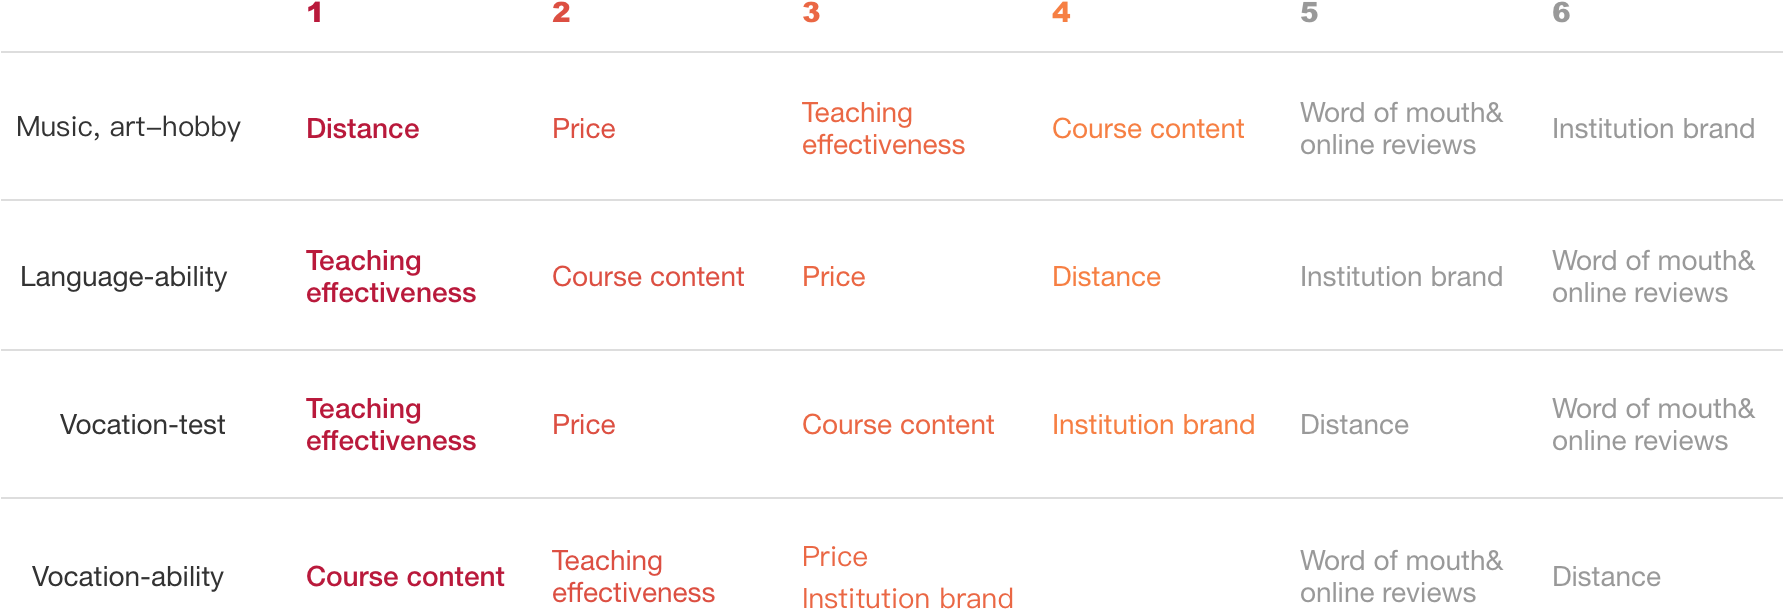 1 2 3 4 5 6
Music, art–hobby Distance Price Teaching effectiveness Course content Word of mouth& online reviews Institution brand
Language-ability Teaching effectiveness Course content Price Distance Institution brand Word of mouth& online reviews
Vocation-test Teaching effectiveness Price Course content Institution brand Distance Word of mouth& online reviews
Vocation-ability Course content Teaching effectiveness Price Institution brand Word of mouth& online reviews Distance